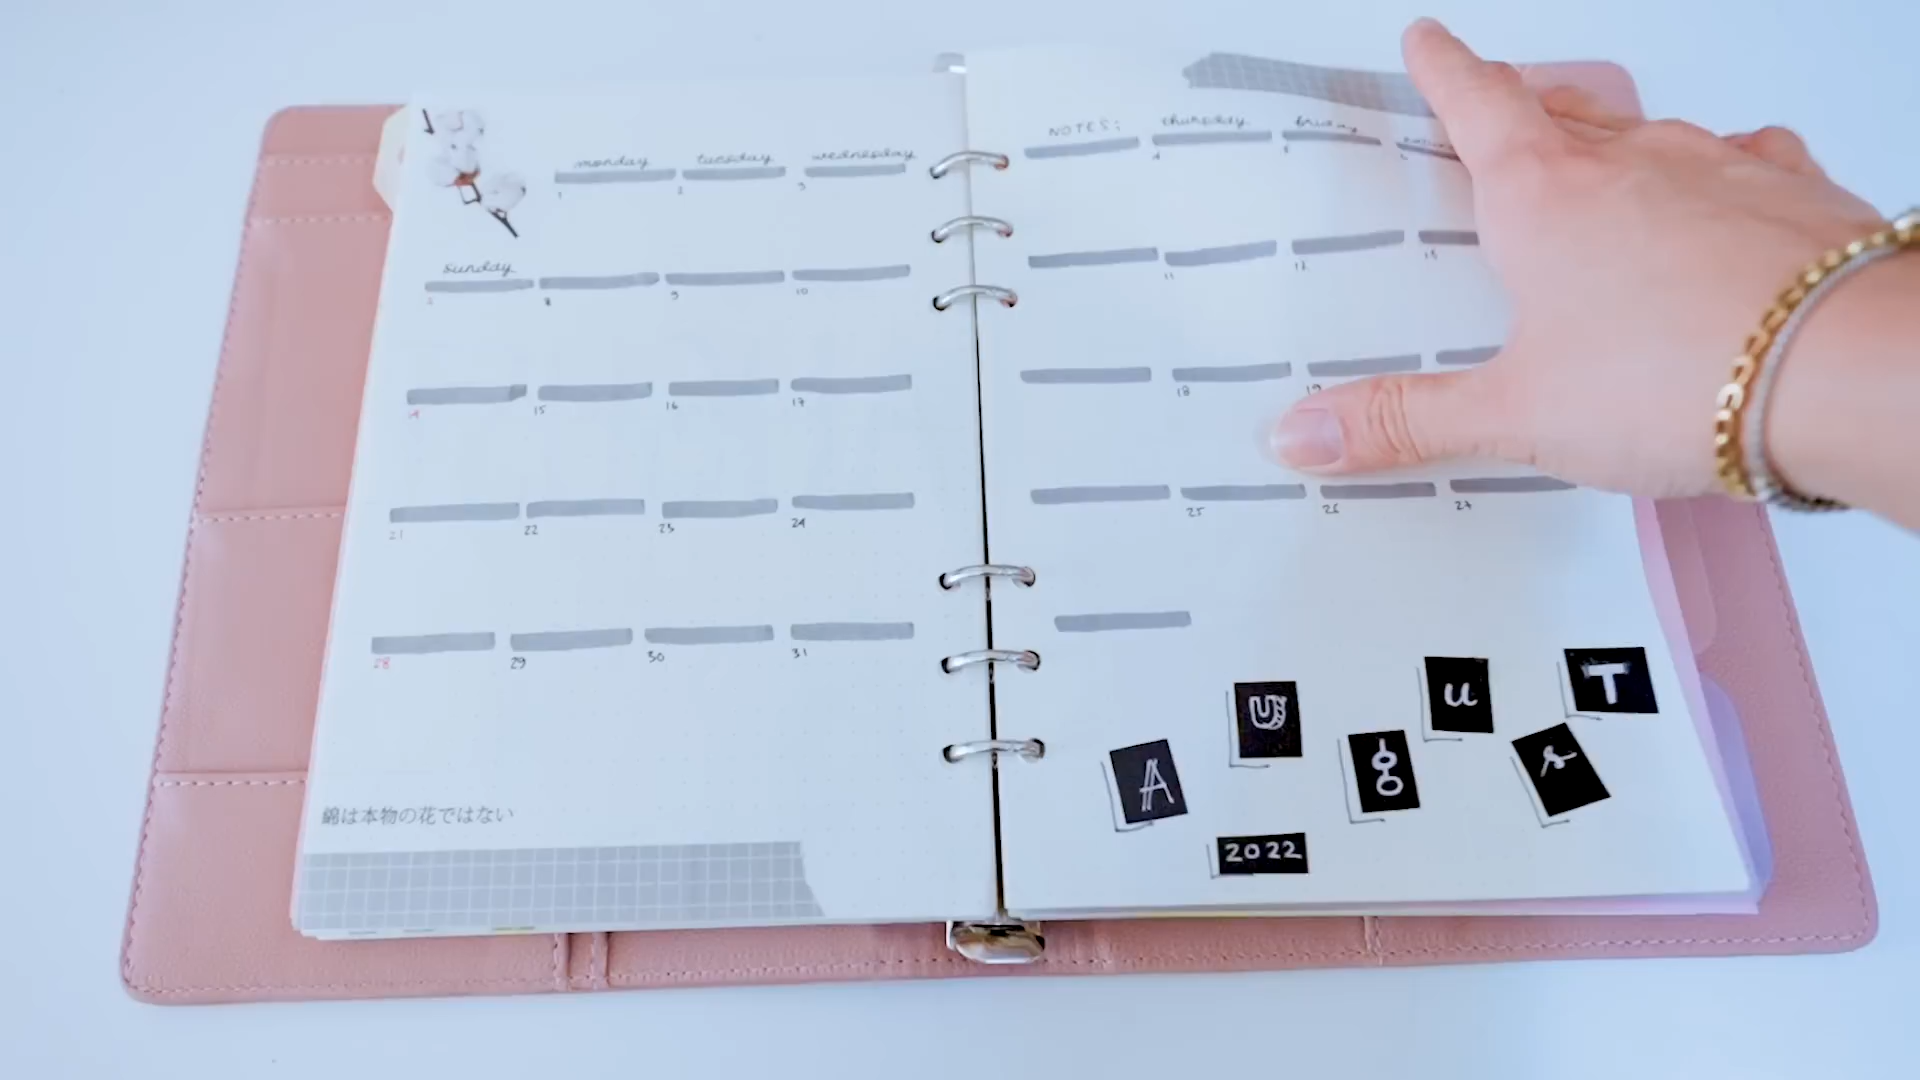 monday tuesday wednesday
1 2 3
sunday
7 8 9 10
14 15 16 17
21 22 23 24
28 29 30 31
綿は本物の花ではない
NOTES: thursday friday
4 5 6
11 12 13
18 19
25 26 27
A U g u s T
2022